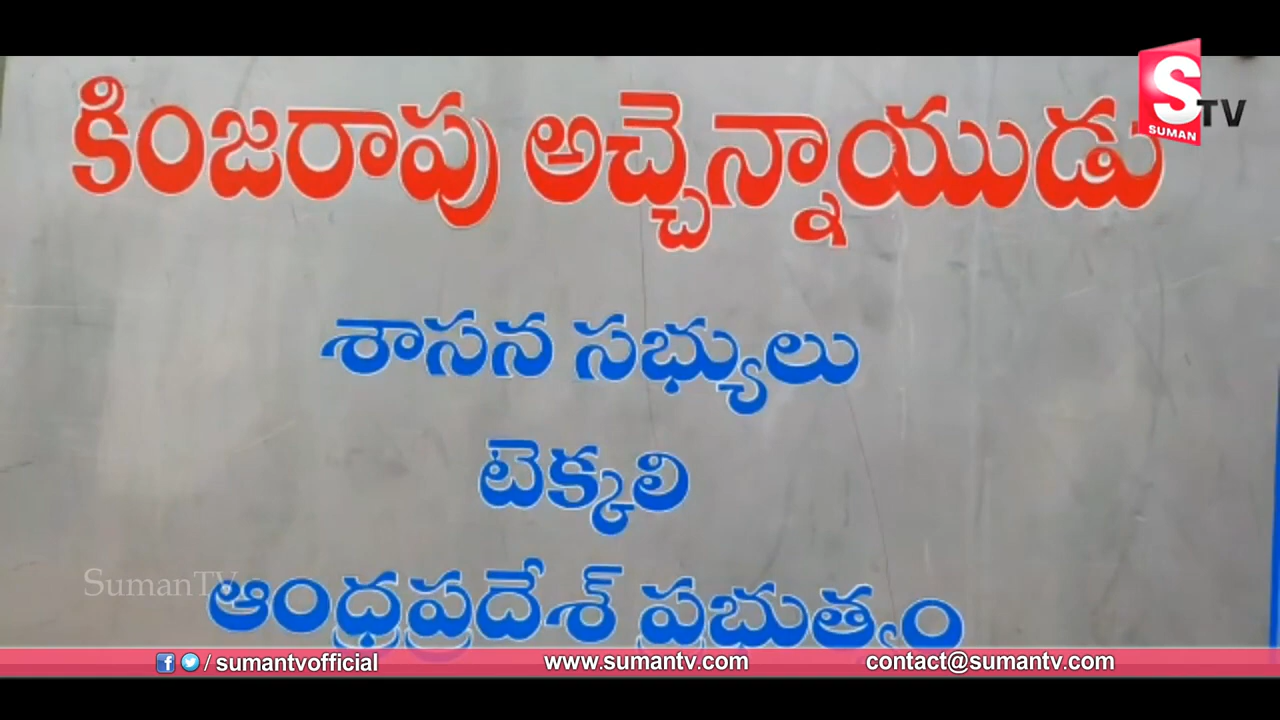 కింజరాపు అచ్చెన్నాయుడు
S TV
SUMAN
శాసన సభ్యులు
టెక్కలి
SumanTV
ఆంధ్రప్రదేశ్ ప్రభుత్వం
f / sumantvofficial www.sumantv.com contact@sumantv.com